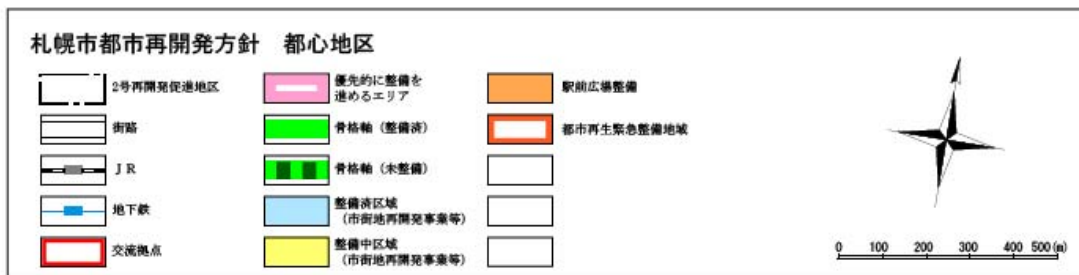 札幌市都市再開発方針 都心地区
2号再開発促進地区
街路
JR
地下鉄
交流拠点
優先的に整備を
進めるエリア
骨格軸（整備済）
骨格軸（未整備）
整備済区域
（市街地再開発事業等）
整備中区域
（市街地再開発事業等）
駅前広場整備
都市再生緊急整備地域
0 100 200 300 400 500(m)